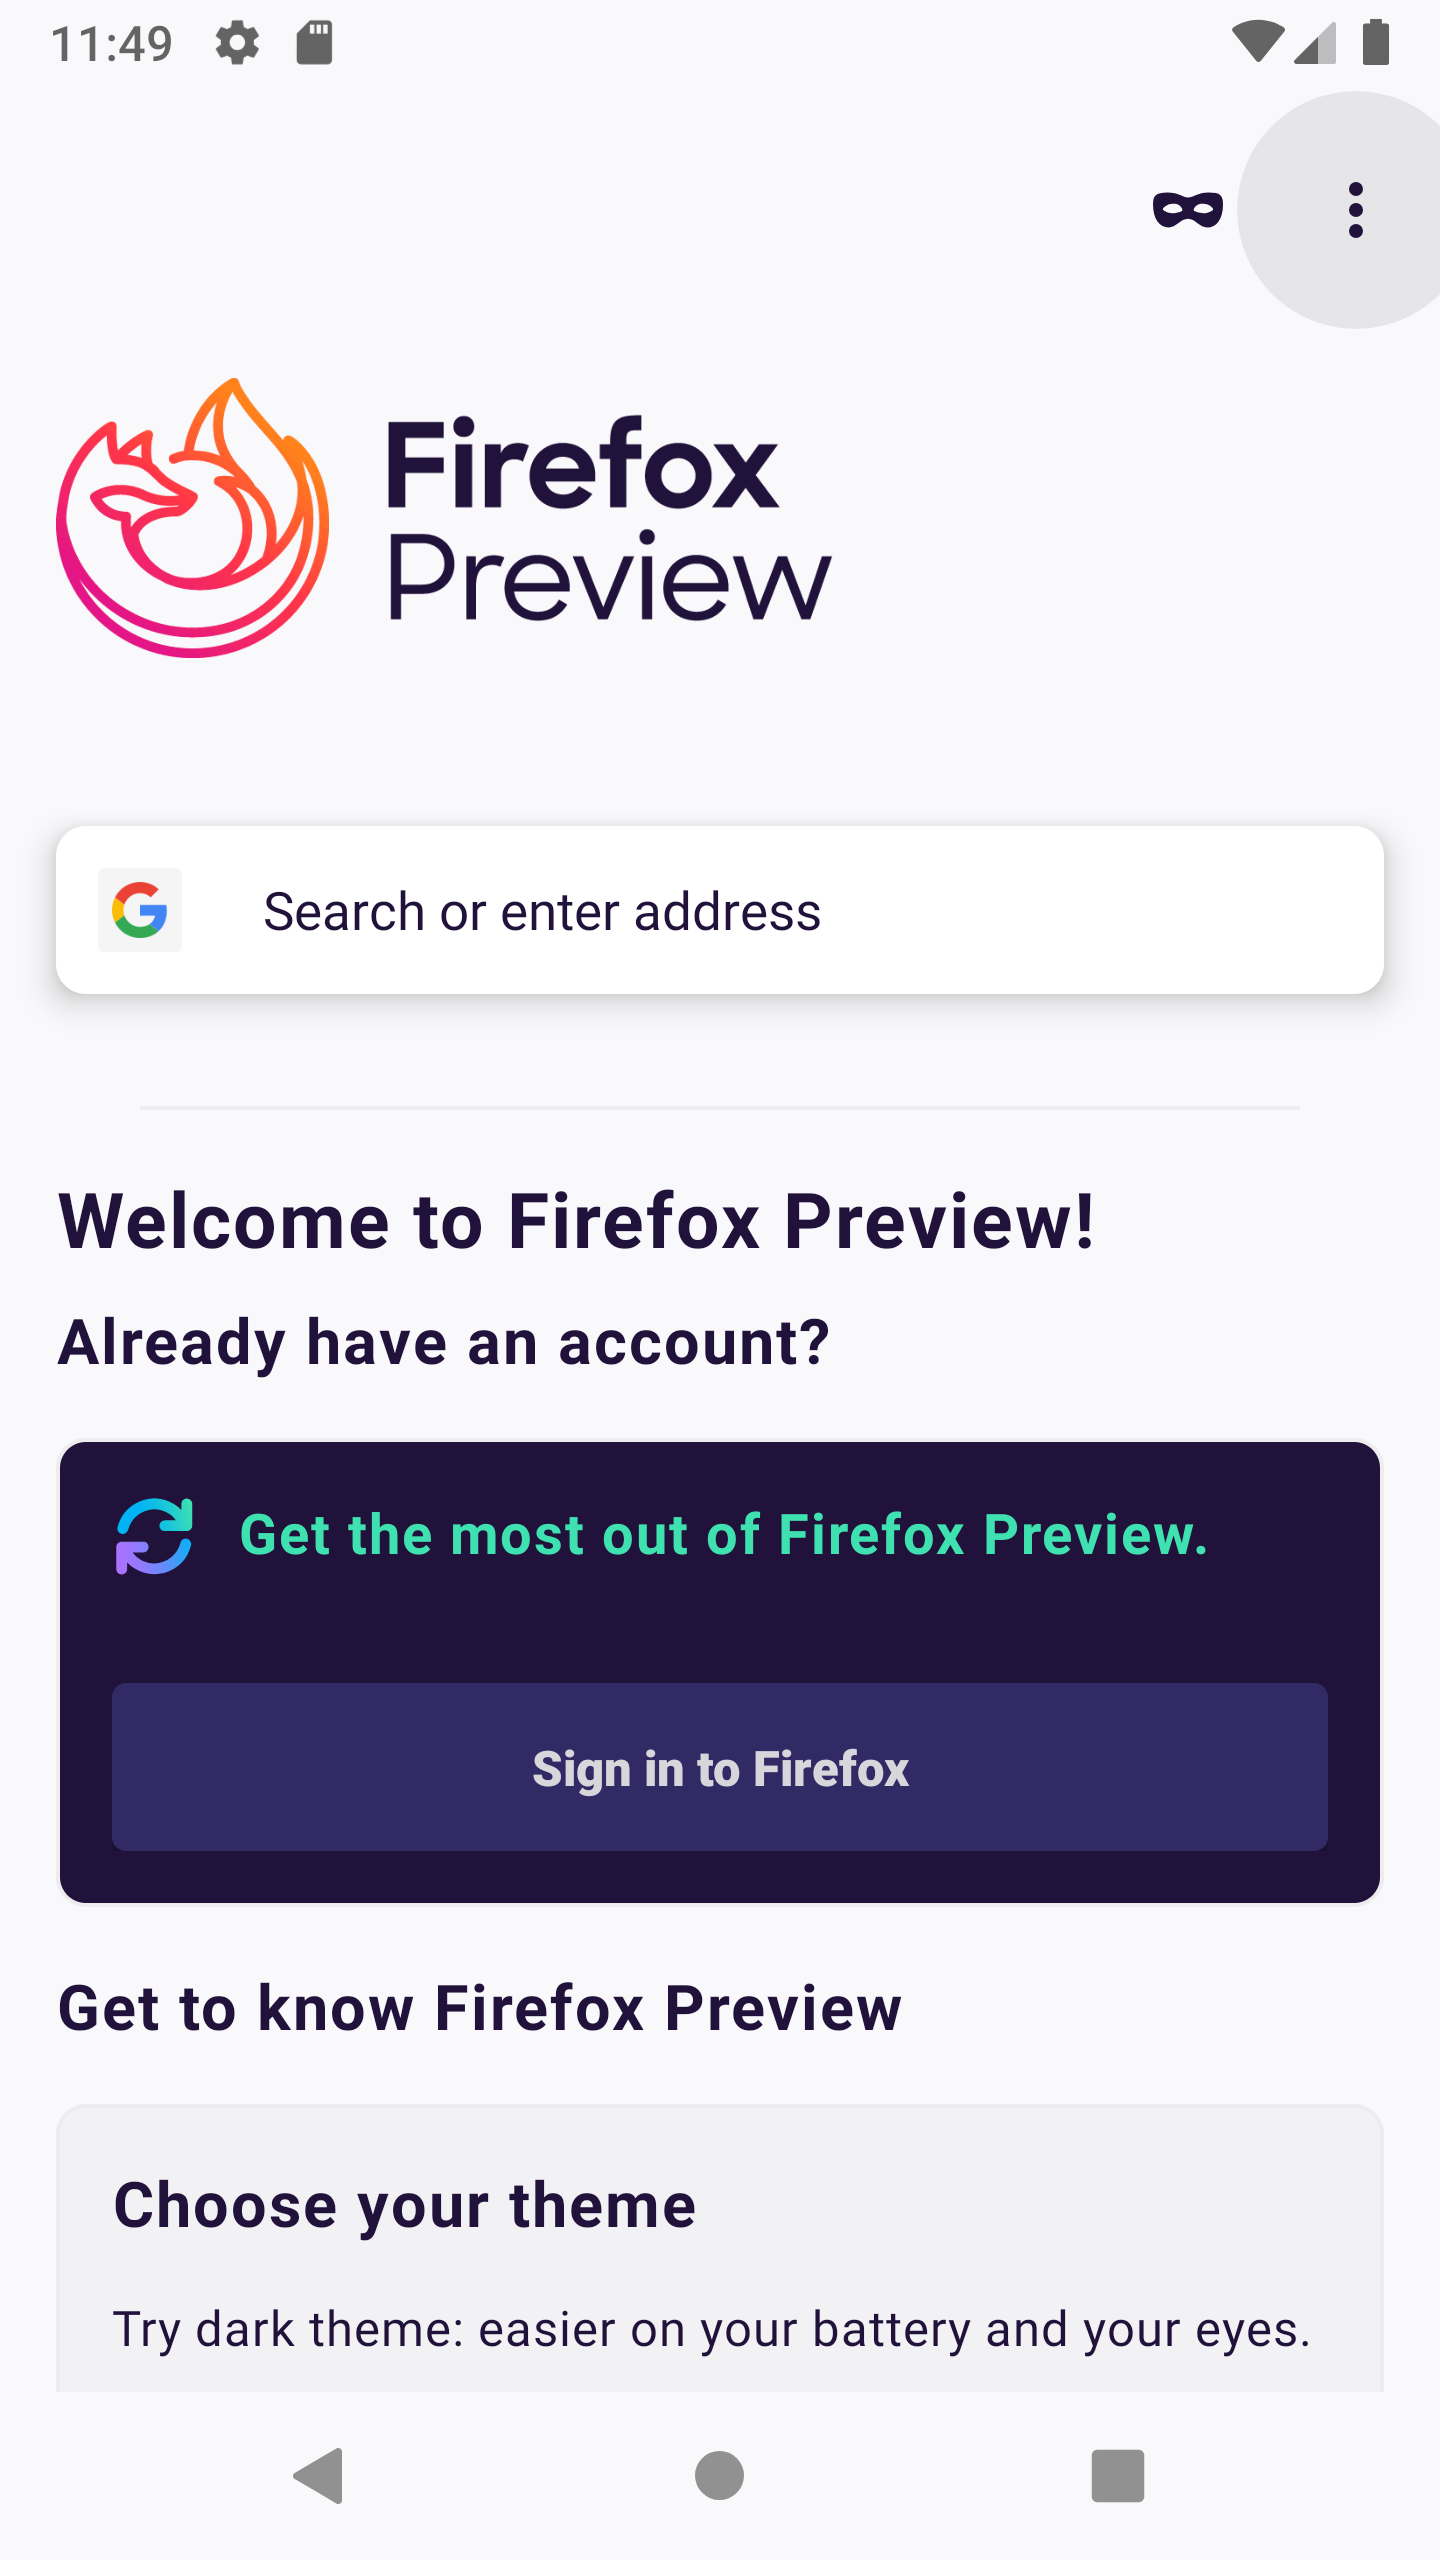 11:49
Firefox
Preview
Search or enter address
Welcome to Firefox Preview!
Already have an account?
Get the most out of Firefox Preview.
Sign in to Firefox
Get to know Firefox Preview
Choose your theme
Try dark theme: easier on your battery and your eyes.